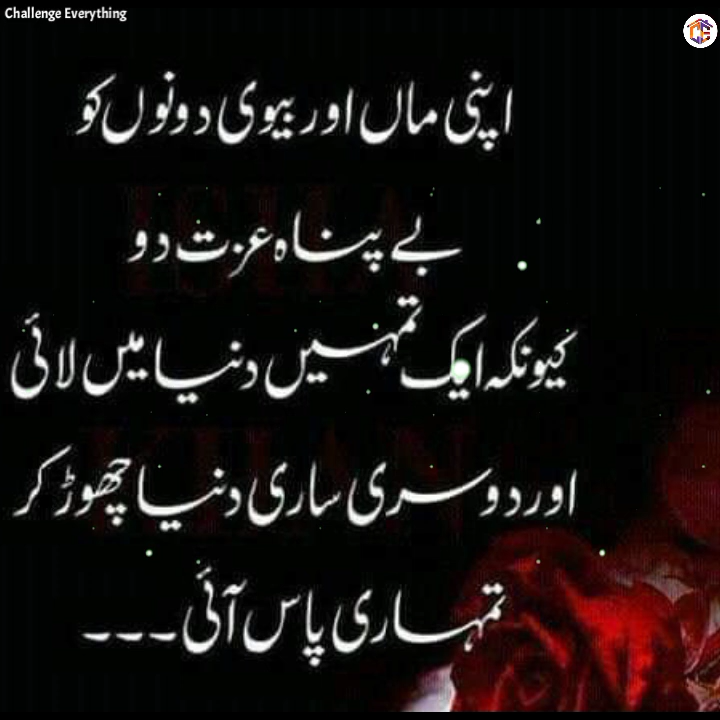 Challenge Everything
اپنی ماں اور بیوی دونوں کو
بے پناہ عزت دو
کیونکہ ایک تمہیں دنیا میں لائی
اور دوسری ساری دنیا چھوڑ کر
تمہاری پاس آئی ---